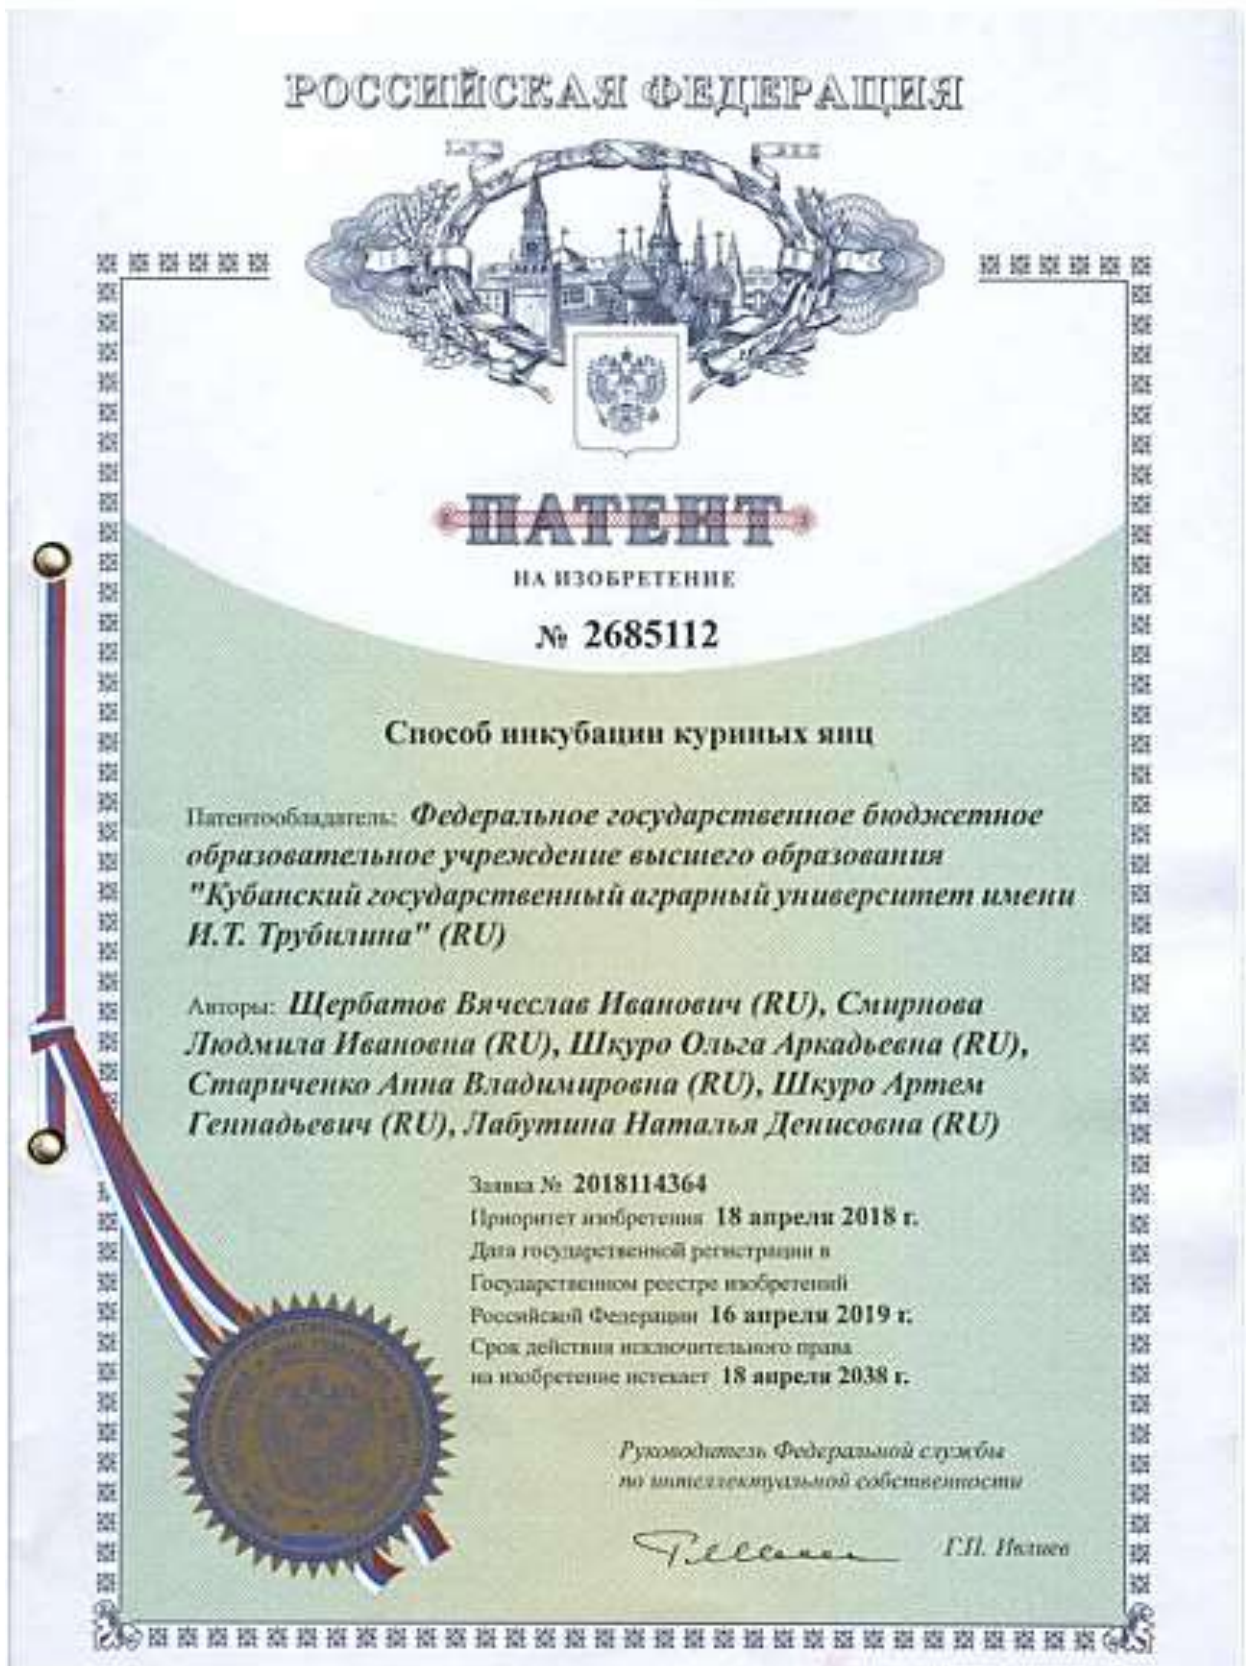 РОССИЙСКАЯ ФЕДЕРАЦИЯ
ПАТЕНТ
НА ИЗОБРЕТЕНИЕ
№ 2685112
Способ инкубации куриных яиц
Патентообладатель: Федеральное государственное бюджетное
образовательное учреждение высшего образования
"Кубанский государственный аграрный университет имени
И.Т. Трубилина" (RU)
Авторы: Щербатов Вячеслав Иванович (RU), Смирнова
Людмила Ивановна (RU), Шкуро Ольга Аркадьевна (RU),
Стариченко Анна Владимировна (RU), Шкуро Артем
Геннадьевич (RU), Лабутина Наталья Денисовна (RU)
Заявка № 2018114364
Приоритет изобретения 18 апреля 2018 г.
Дата государственной регистрации в
Государственном реестре изобретений
Российской Федерации 16 апреля 2019 г.
Срок действия исключительного права
на изобретение истекает 18 апреля 2038 г.
Руководитель Федеральной службы
по интеллектуальной собственности
Г.П. Ивлиев